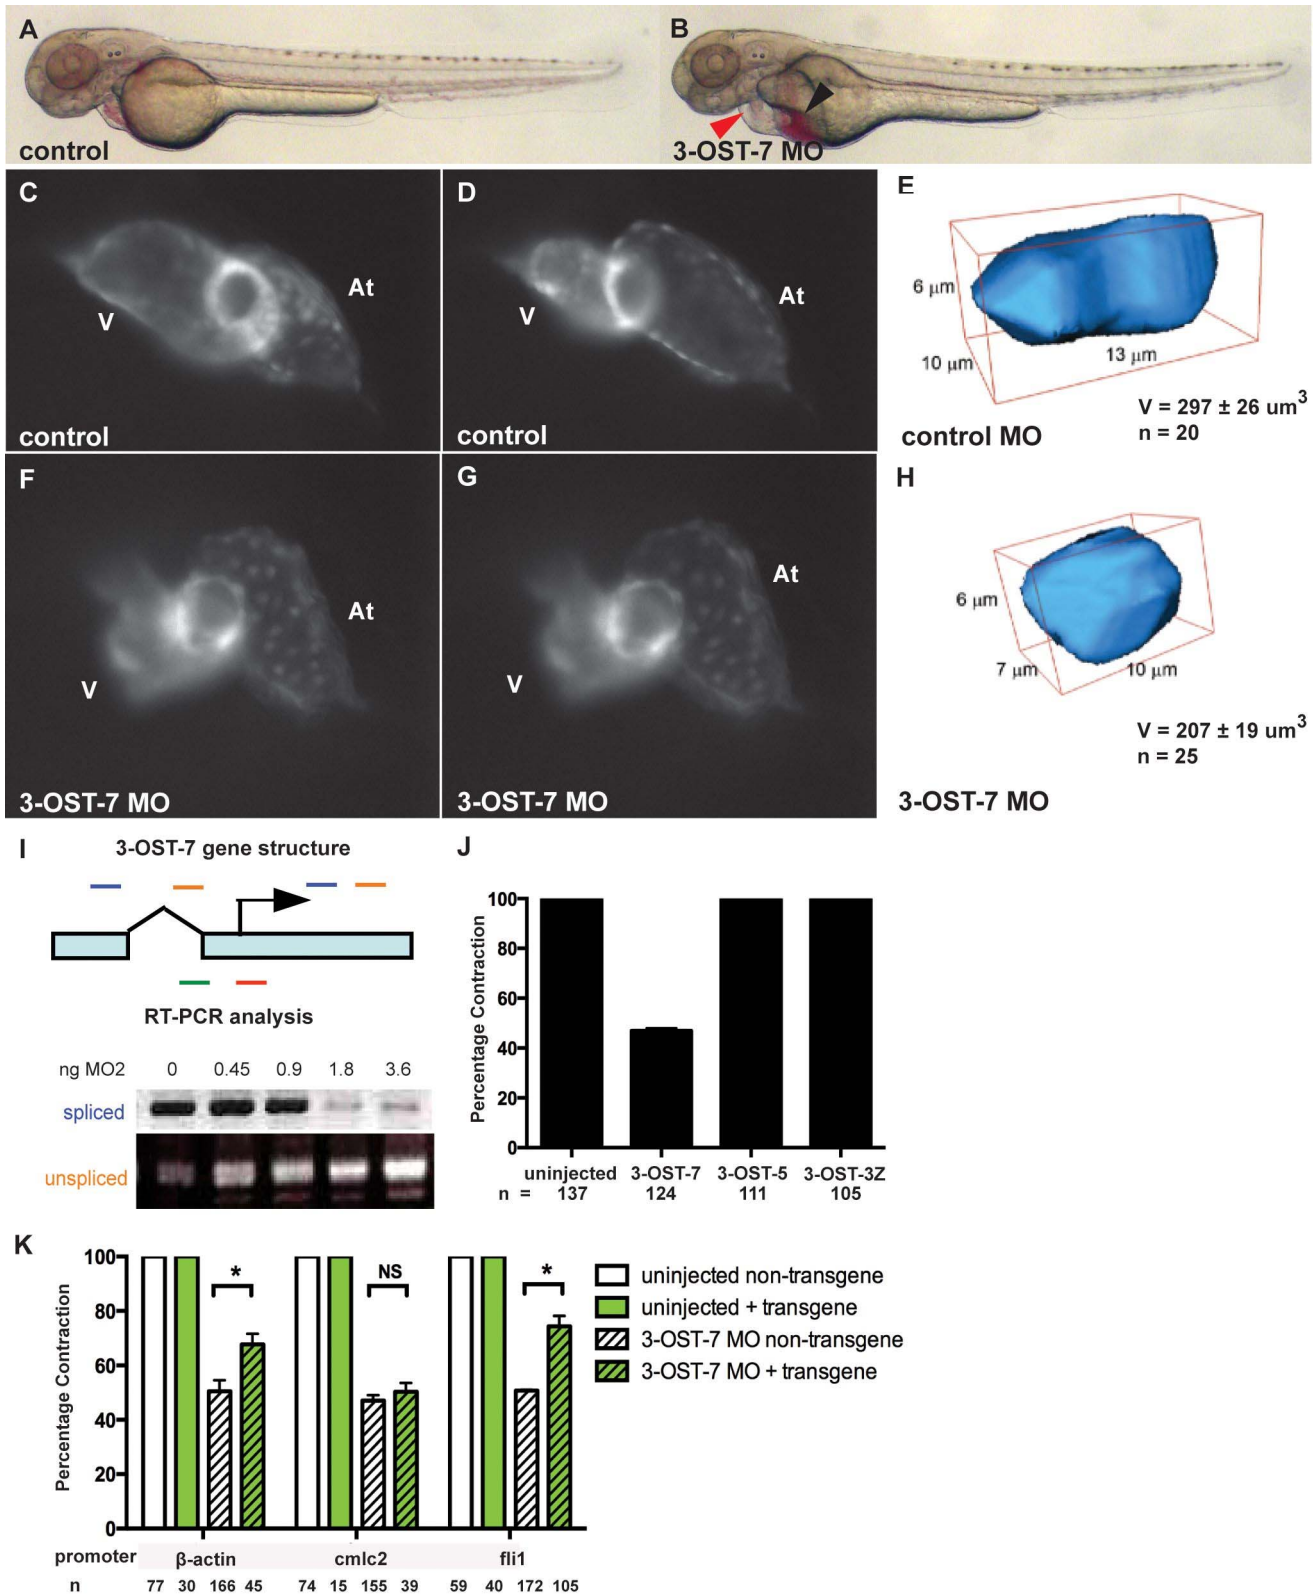 A
control
B
3-OST-7 MO
C
V
At
control
D
V
At
control
E
6 μm
10 μm
13 μm
V = 297 ± 26 um³
n = 20
control MO
F
V
At
3-OST-7 MO
G
V
At
3-OST-7 MO
H
6 μm
7 μm
10 μm
V = 207 ± 19 um³
n = 25
3-OST-7 MO
I
3-OST-7 gene structure
RT-PCR analysis
ng MO2 0 0.45 0.9 1.8 3.6
spliced
unspliced
J
Percentage Contraction
100
80
60
40
20
0
uninjected 3-OST-7 3-OST-5 3-OST-3Z
n = 137 124 111 105
K
Percentage Contraction
100
80
60
40
20
0
* NS *
uninjected non-transgene
uninjected + transgene
3-OST-7 MO non-transgene
3-OST-7 MO + transgene
promoter β-actin cmlc2 fli1
n 77 30 166 45 74 15 155 39 59 40 172 105